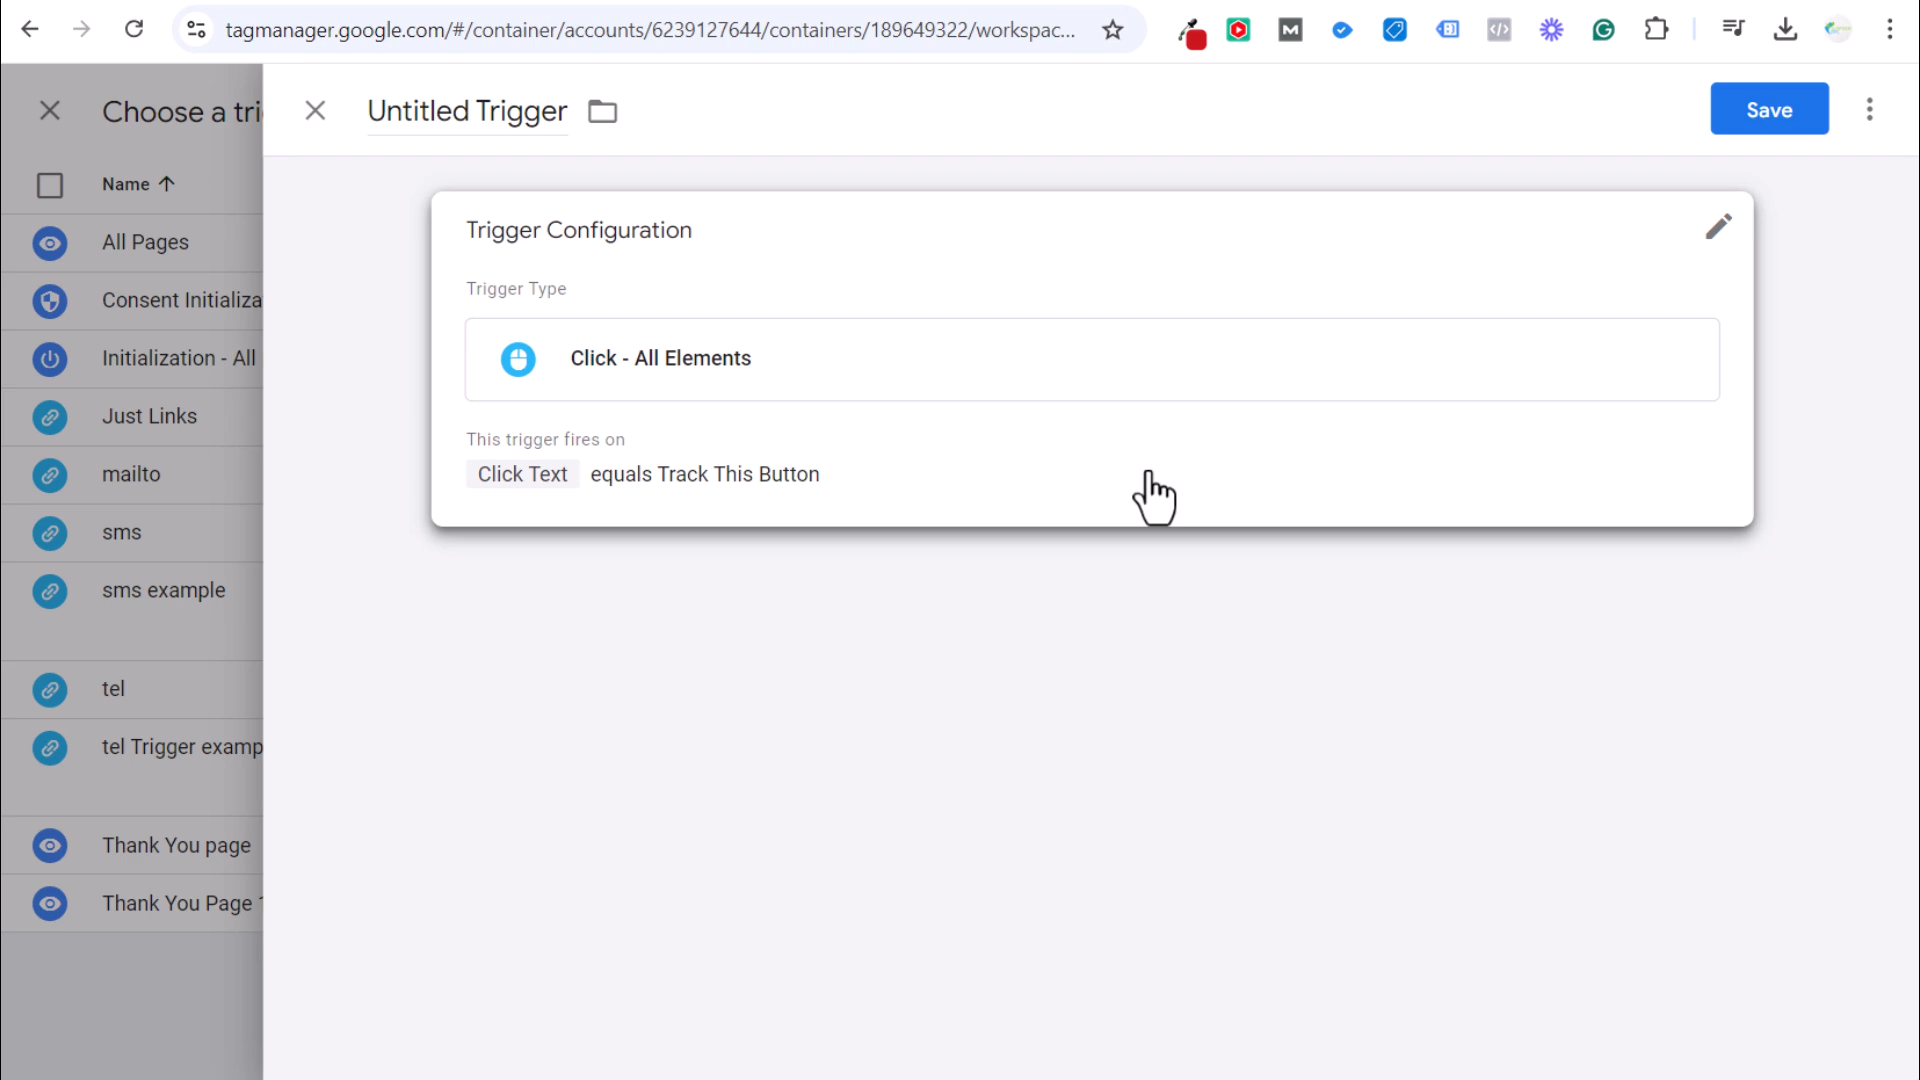 tagmanager.google.com/#/container/accounts/6239127644/containers/189649322/workspac...
Choose a tri
Untitled Trigger
Save
Name
All Pages
Consent Initializa
Initialization - All
Just Links
mailto
sms
sms example
tel
tel Trigger examp
Thank You page
Thank You Page
Trigger Configuration
Trigger Type
Click - All Elements
This trigger fires on
Click Text equals Track This Button